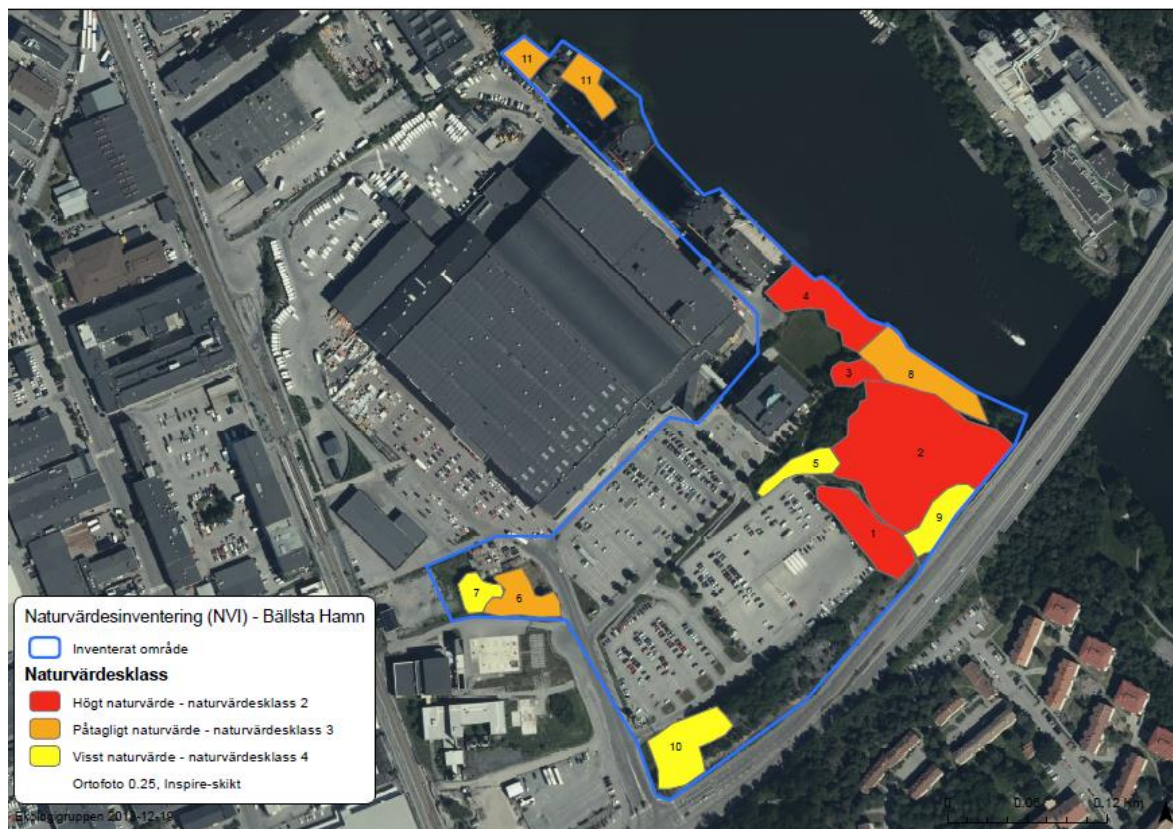 11
11
4
3
8
2
5
9
1
7
6
10
Naturvärdesinventering (NVI) - Bällsta Hamn
Inventerat område
Naturvärdesklass
Högt naturvärde - naturvärdesklass 2
Påtagligt naturvärde - naturvärdesklass 3
Visst naturvärde - naturvärdesklass 4
Ortofoto 0.25, Inspire-skikt
Ekologigruppen
0 0.06 0.12 Km